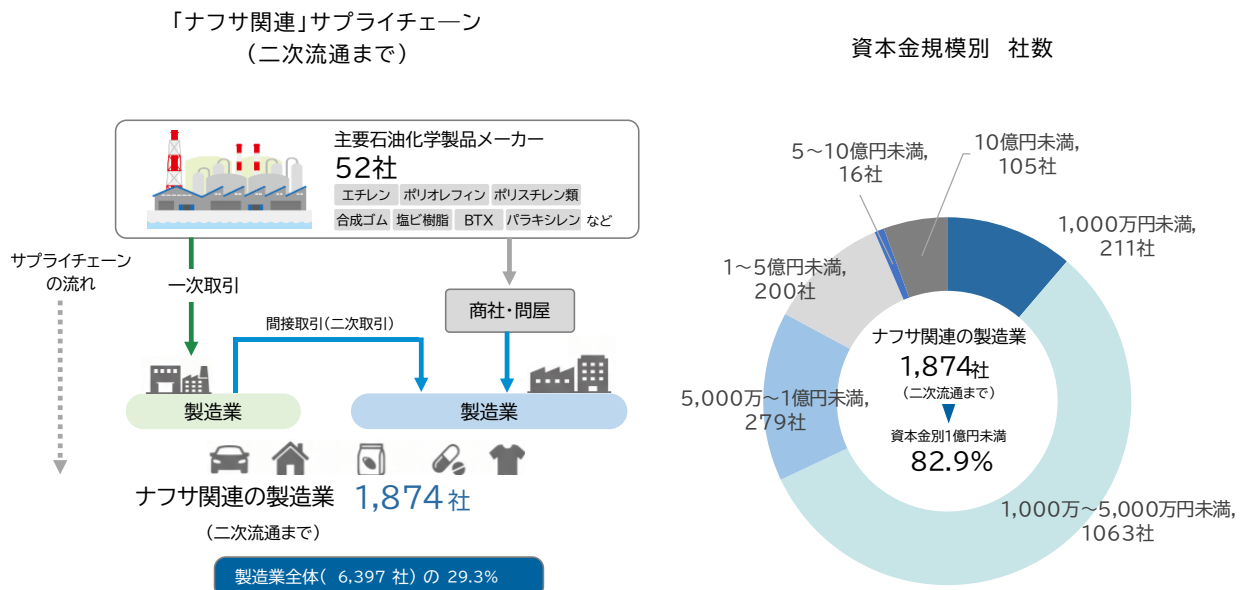 「ナフサ関連」サプライチェーン
（二次流通まで）
主要石油化学製品メーカー
52社
エチレン ポリオレフィン ポリスチレン類
合成ゴム 塩ビ樹脂 BTX パラキシレン など
サプライチェーン
の流れ
一次取引
商社・問屋
間接取引(二次取引)
製造業
製造業
ナフサ関連の製造業 1,874 社
（二次流通まで）
製造業全体( 6,397 社) の 29.3%
資本金規模別 社数
5～10億円未満,
16社
10億円未満,
105社
1,000万円未満,
211社
1～5億円未満,
200社
5,000万～1億円未満,
279社
1,000万～5,000万円未満,
1063社
ナフサ関連の製造業
1,874社
(二次流通まで)
資本金別1億円未満
82.9%